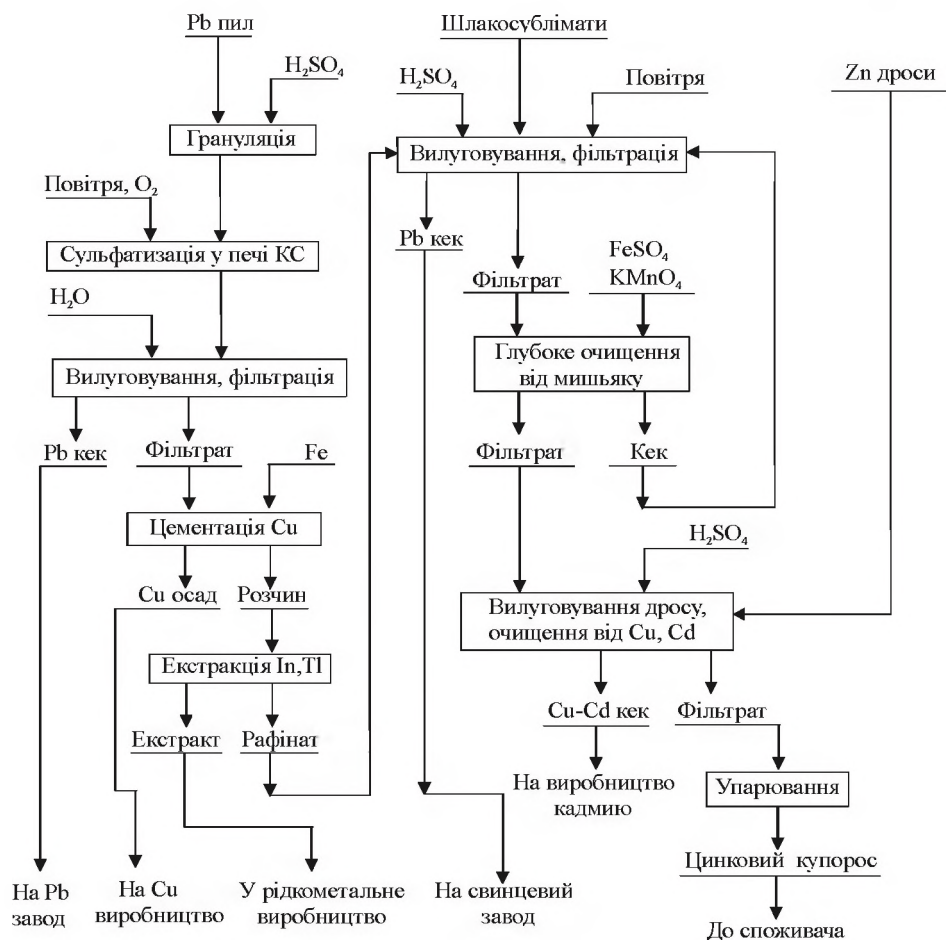 Pb пил
H₂SO₄
Грануляція
Повітря, O₂
Сульфатизація у печі КС
H₂O
Вилуговування, фільтрація
Pb кек
Фільтрат
Fe
Цементація Cu
Cu осад
Розчин
Екстракція In,Tl
Екстракт
Рафінат
На Pb
завод
На Cu
виробництво
У рідкометальне
виробництво
Шлакосублімати
H₂SO₄
Повітря
Вилуговування, фільтрація
Pb кек
Фільтрат
FeSO₄
KMnO₄
Глубоке очищення
від мишьяку
Фільтрат
Кек
H₂SO₄
Zn дроси
Вилуговування дросу,
очищення від Cu, Cd
Cu-Cd кек
Фільтрат
На виробництво
кадмию
Упарювання
Цинковий купорос
На свинцевий
завод
До споживача